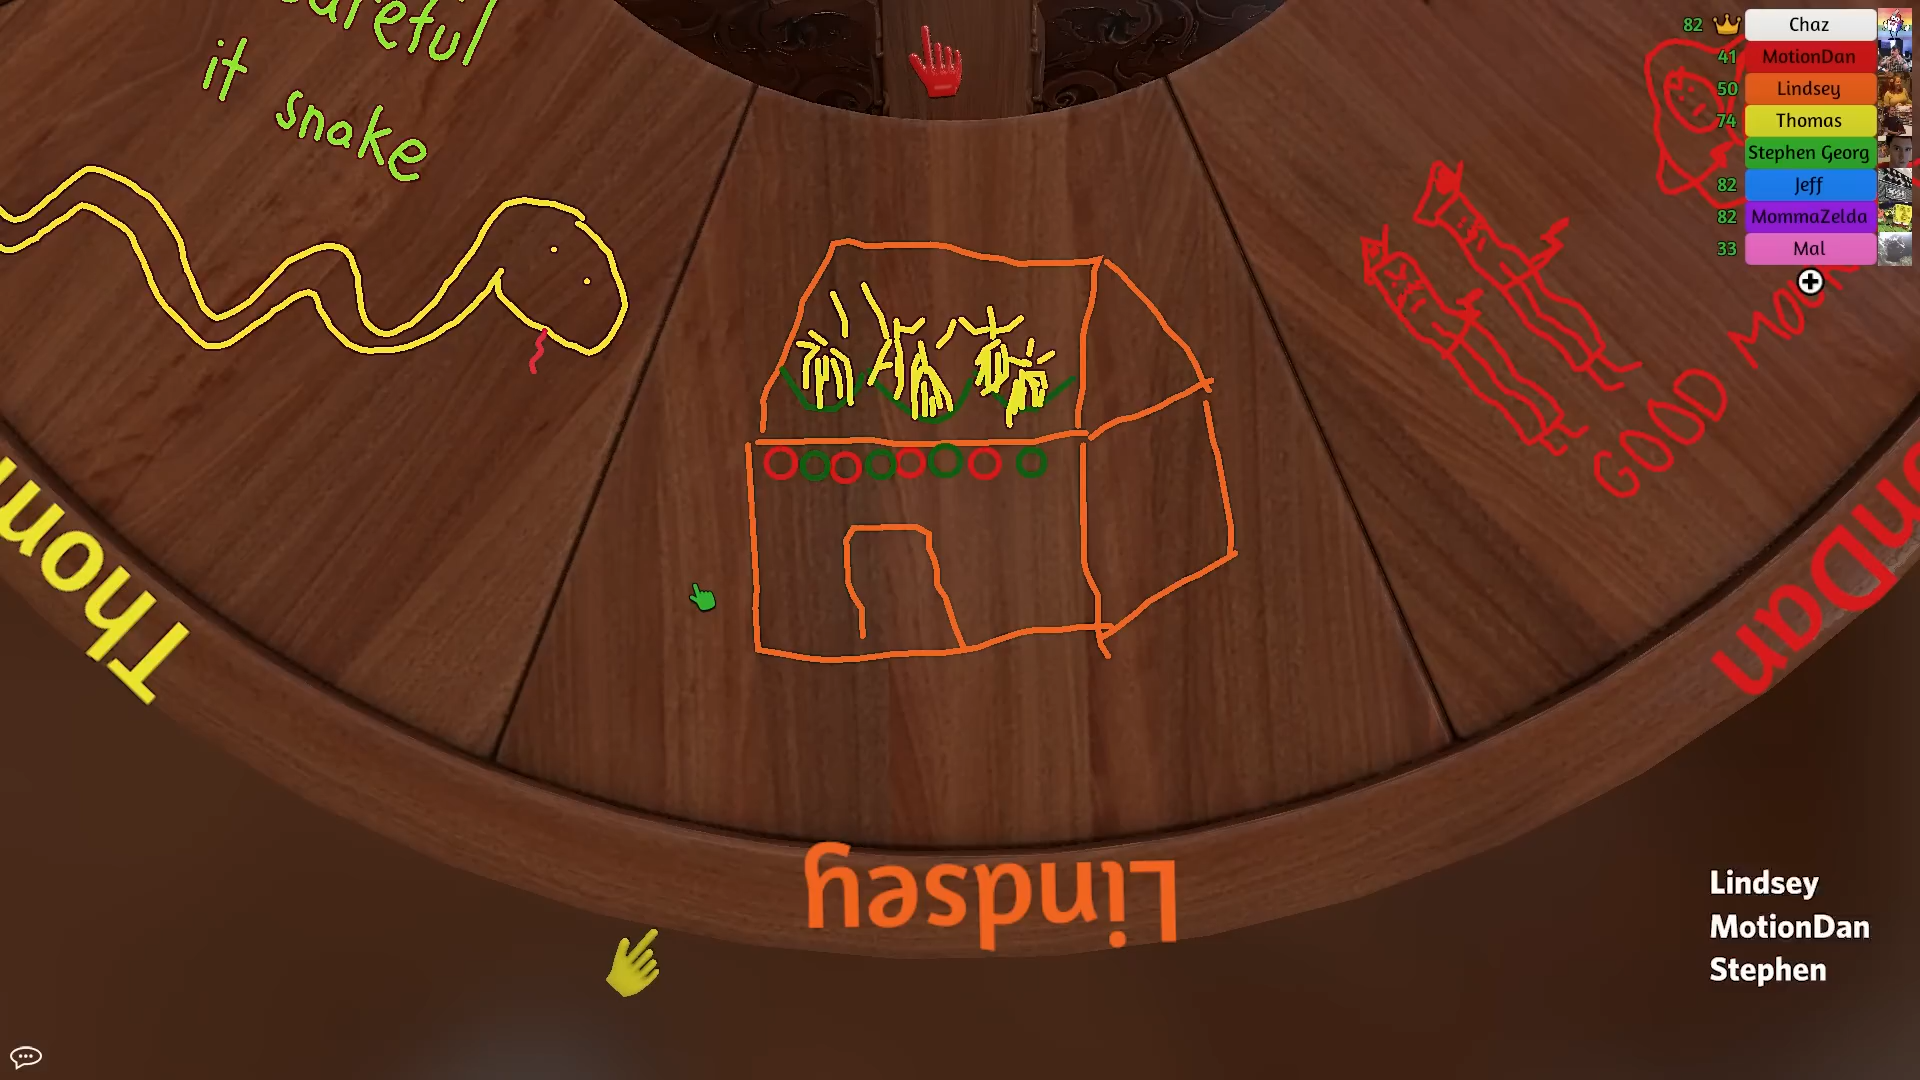 careful
it snake
82 Chaz
41 MotionDan
50 Lindsey
74 Thomas
Stephen Georg
82 Jeff
82 MommaZelda
33 Mal
GOOD
Thom
Lindsey
nDan
Lindsey
MotionDan
Stephen